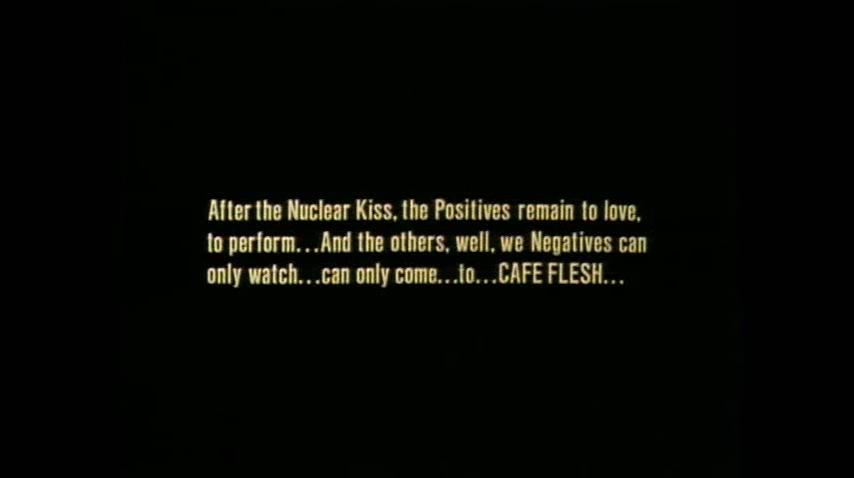 After the Nuclear Kiss, the Positives remain to love,
to perform...And the others, well, we Negatives can
only watch...can only come...to...CAFE FLESH...